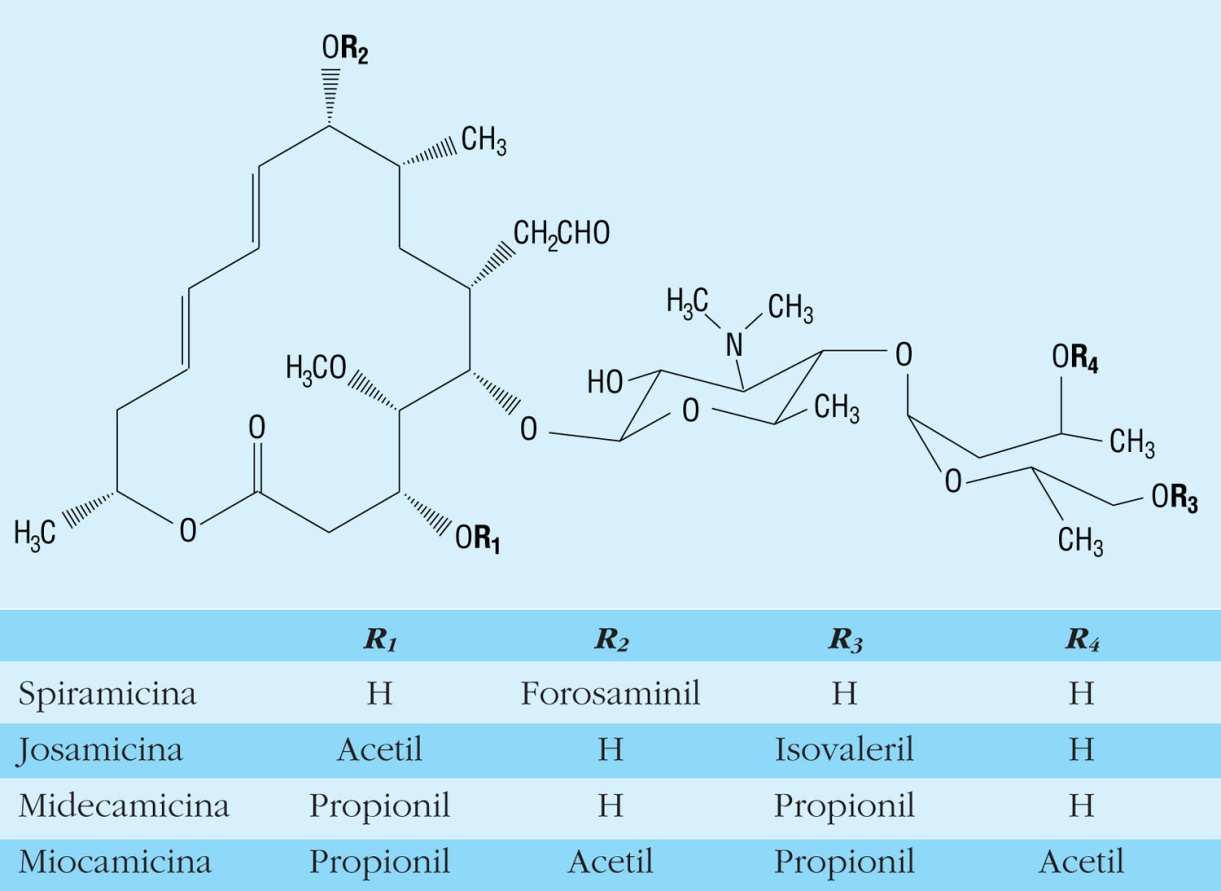 OR₂
CH₃
CH₂CHO
H₃C
CH₃
N
O
OR₄
H₃CO
HO
O
CH₃
O
O
CH₃
O
OR₃
H₃C
O
OR₁
CH₃
R₁ R₂ R₃ R₄
Spiramicina H Forosaminil H H
Josamicina Acetil H Isovaleril H
Midecamicina Propionil H Propionil H
Miocamicina Propionil Acetil Propionil Acetil